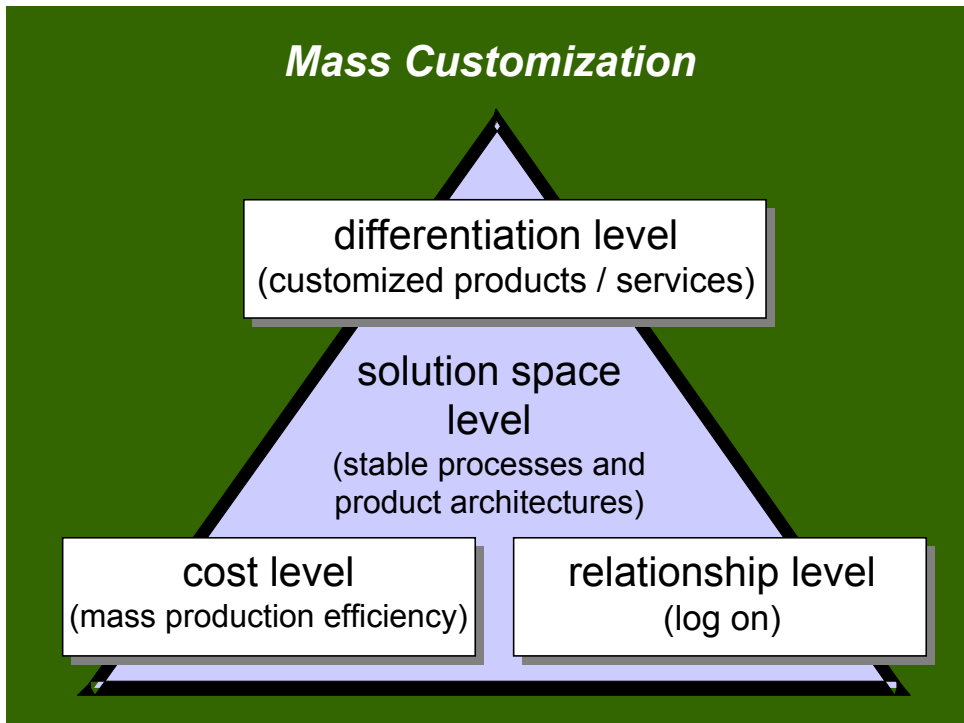 Mass Customization
differentiation level
(customized products / services)
solution space
level
(stable processes and
product architectures)
cost level
(mass production efficiency)
relationship level
(log on)